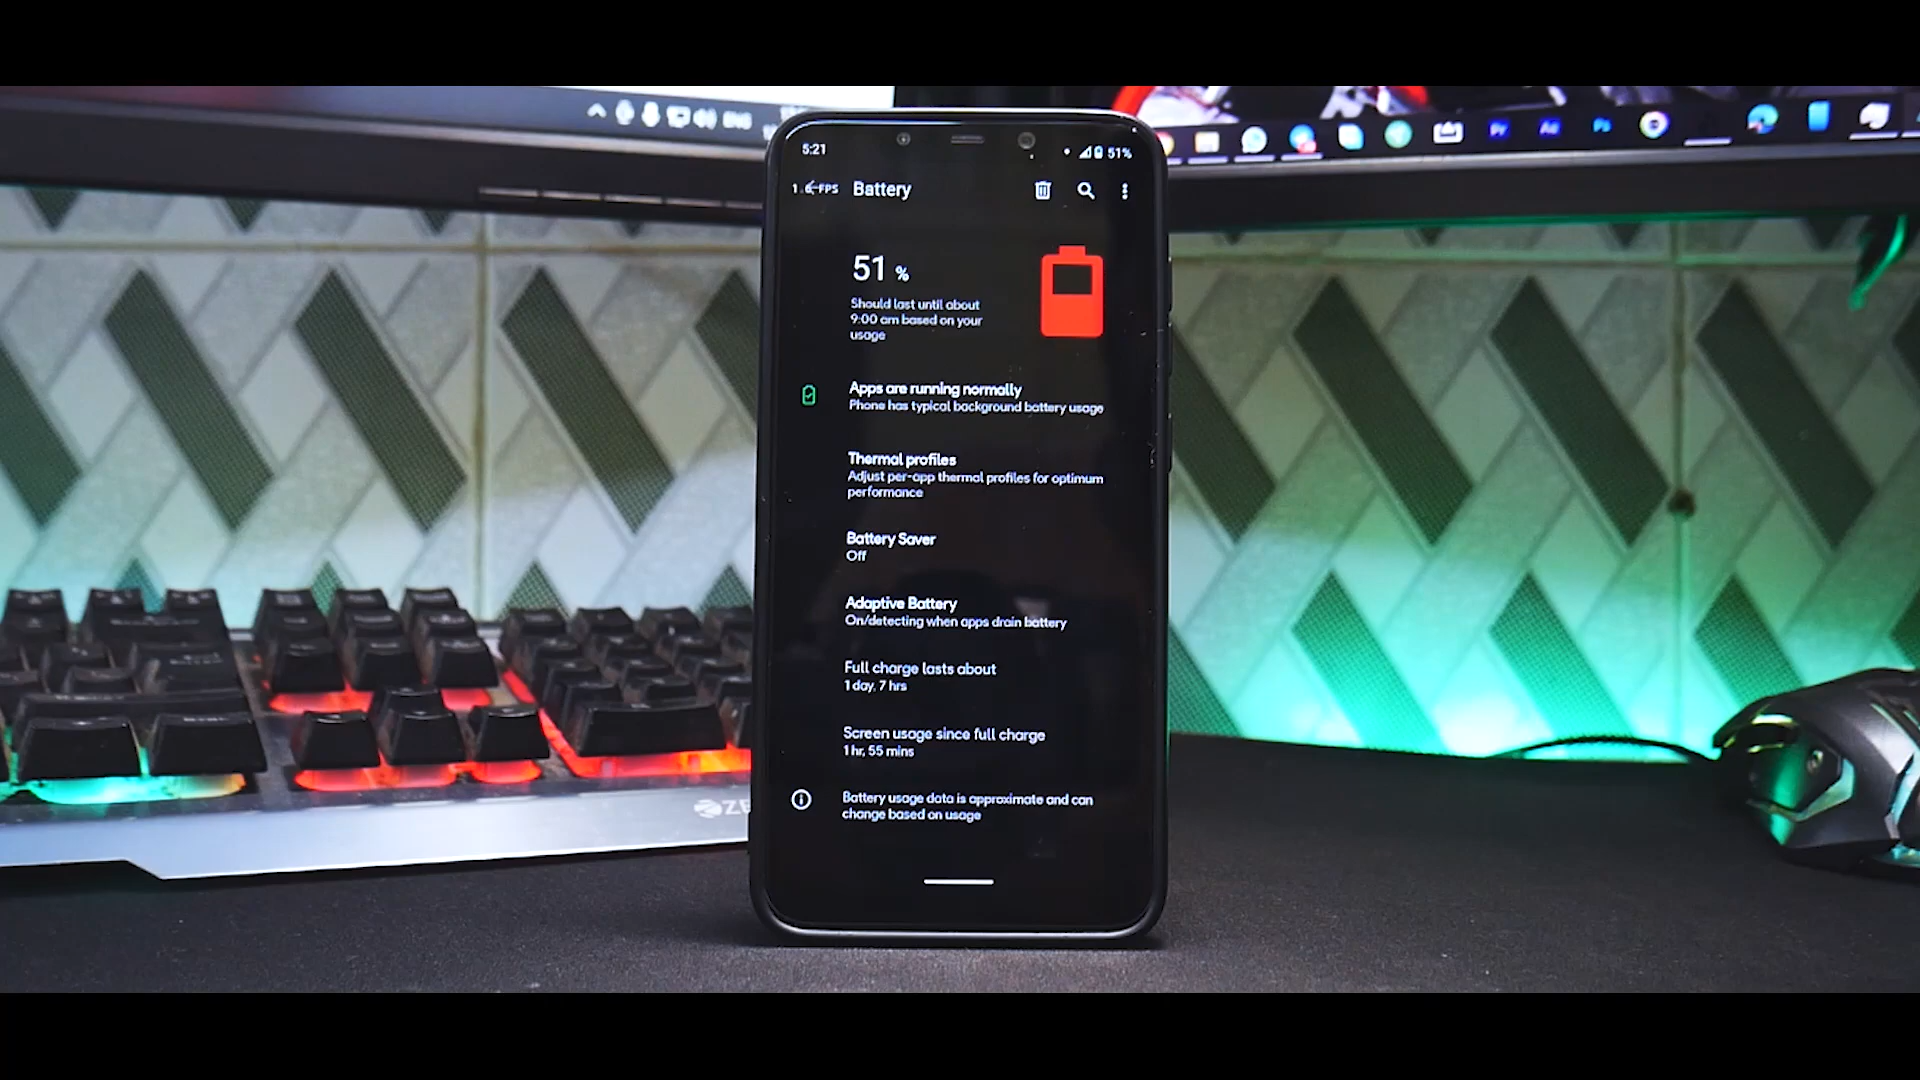 ENG
Pr
Ae
Ps
5:21
51%
FPS
Battery
51 %
Should last until about
9:00 am based on your
usage
Apps are running normally
Phone has typical background battery usage
Thermal profiles
Adjust per-app thermal profiles for optimum
performance
Battery Saver
Off
Adaptive Battery
On/detecting when apps drain battery
Full charge lasts about
1 day, 7 hrs
Screen usage since full charge
1 hr, 55 mins
Battery usage data is approximate and can
change based on usage